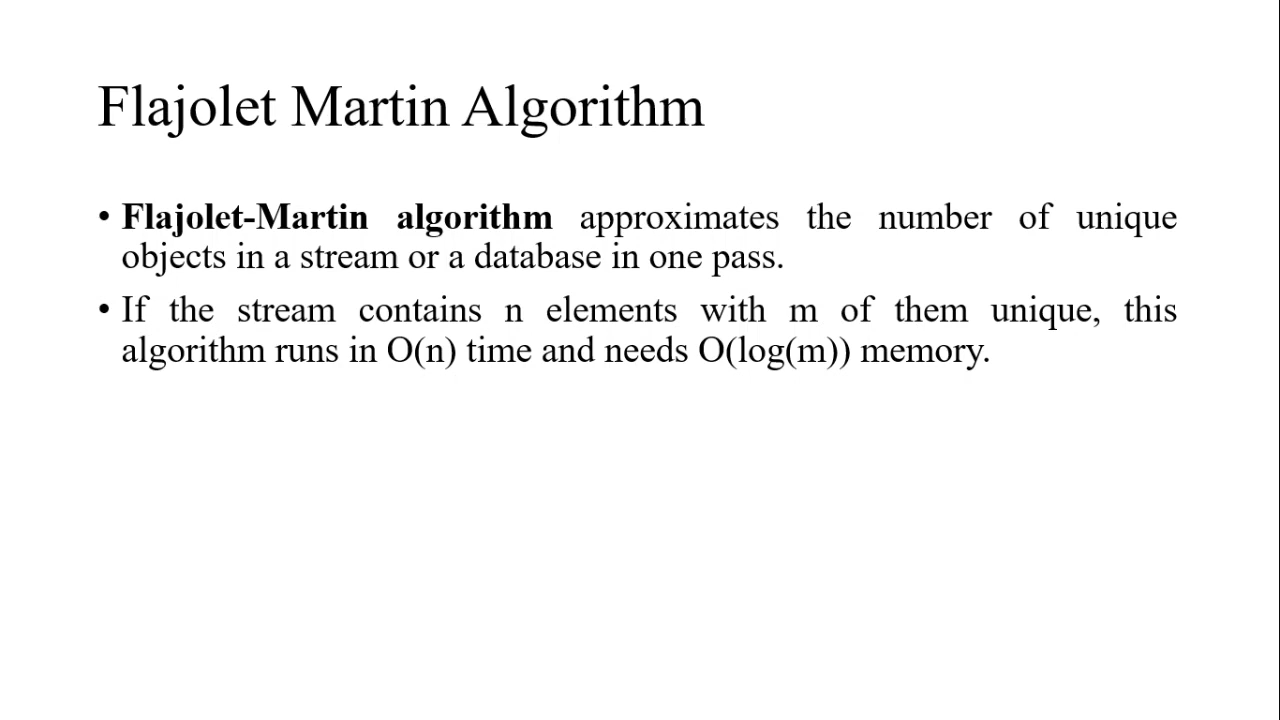 Flajolet Martin Algorithm
• Flajolet-Martin algorithm approximates the number of unique
objects in a stream or a database in one pass.
• If the stream contains n elements with m of them unique, this
algorithm runs in O(n) time and needs O(log(m)) memory.